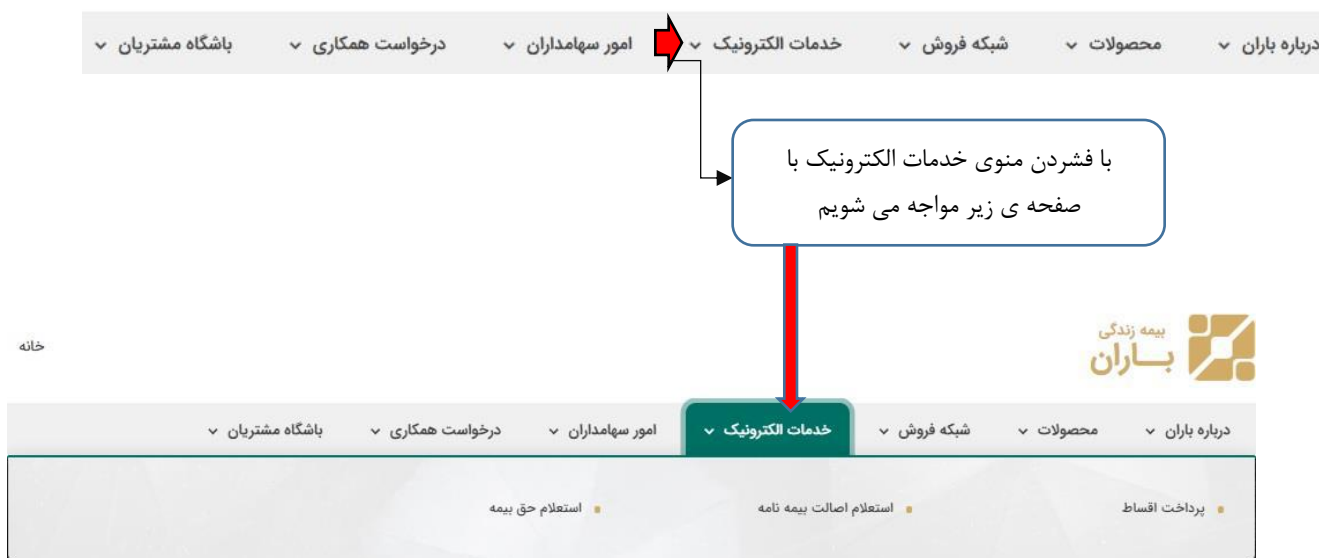 درباره باران محصولات شبکه فروش خدمات الکترونیک امور سهامداران درخواست همکاری باشگاه مشتریان
با فشردن منوی خدمات الکترونیک با
صفحه ی زیر مواجه می شویم
بیمه زندگی
باران
خانه
درباره باران محصولات شبکه فروش خدمات الکترونیک امور سهامداران درخواست همکاری باشگاه مشتریان
پرداخت اقساط استعلام اصالت بیمه نامه استعلام حق بیمه